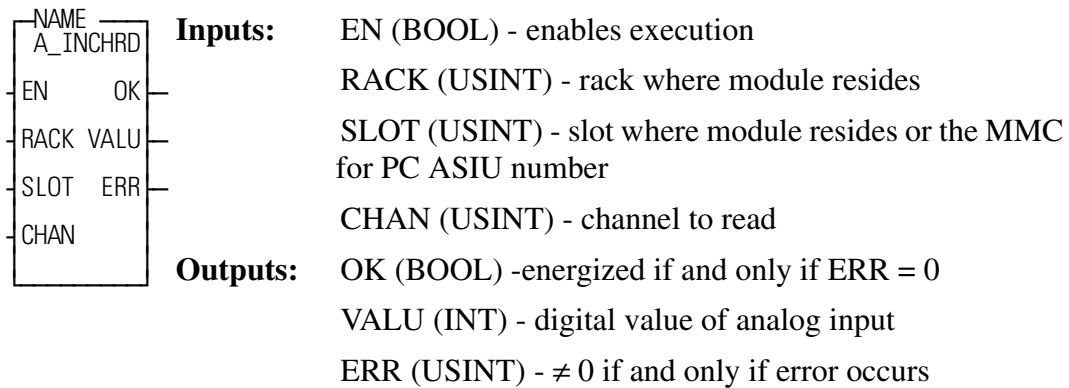 NAME
A_INCHRD
EN OK
RACK VALU
SLOT ERR
CHAN
Inputs: EN (BOOL) - enables execution
RACK (USINT) - rack where module resides
SLOT (USINT) - slot where module resides or the MMC
for PC ASIU number
CHAN (USINT) - channel to read
Outputs: OK (BOOL) -energized if and only if ERR = 0
VALU (INT) - digital value of analog input
ERR (USINT) - ≠ 0 if and only if error occurs